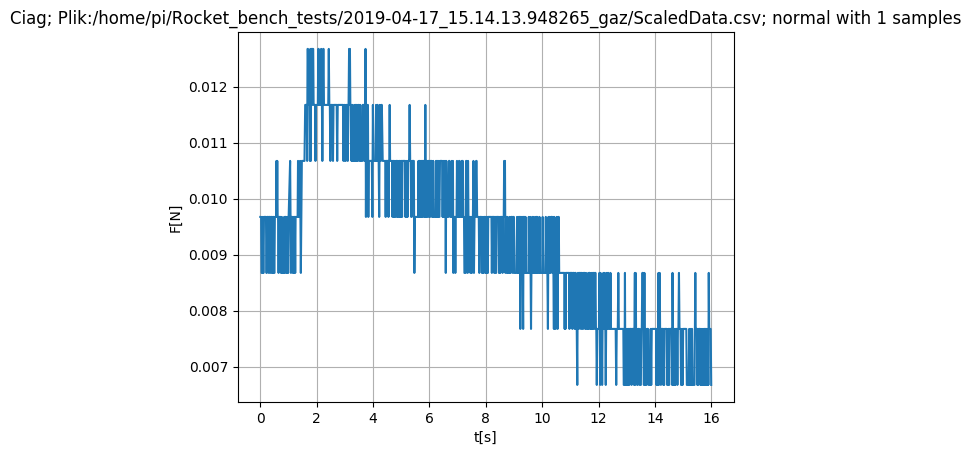 Ciag; Plik:/home/pi/Rocket_bench_tests/2019-04-17_15.14.13.948265_gaz/ScaledData.csv; normal with 1 samples
0.012
0.011
0.010
0.009
0.008
0.007
F[N]
0 2 4 6 8 10 12 14 16
t[s]